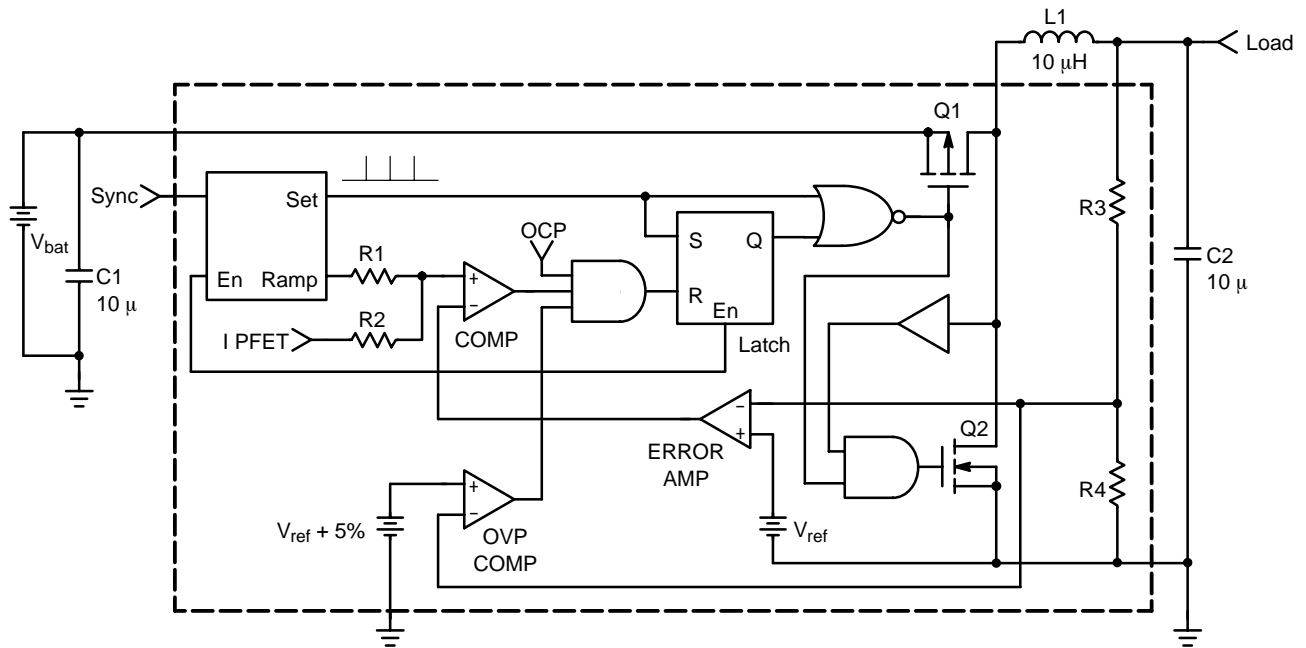 L1
10 μH
Load
Q1
Sync
Set
En
Ramp
V_bat
C1
10 μ
R1
R2
I PFET
+
−
COMP
OCP
S
Q
R
En
Latch
R3
C2
10 μ
ERROR
AMP
−
+
Q2
R4
V_ref + 5%
+
−
OVP
COMP
V_ref